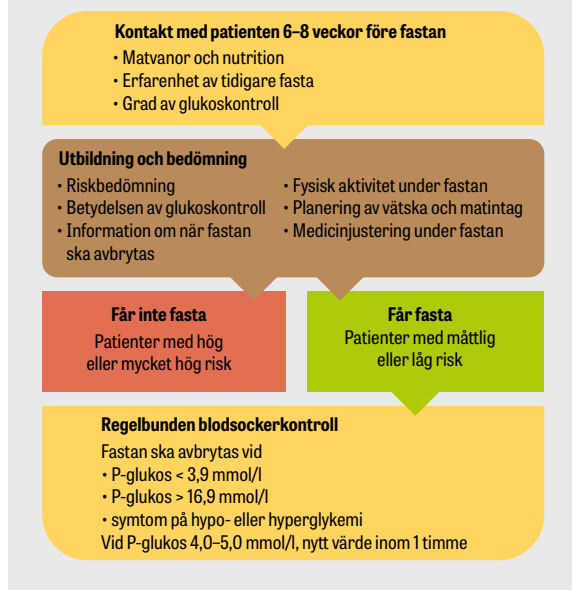 Kontakt med patienten 6–8 veckor före fastan
• Matvanor och nutrition
• Erfarenhet av tidigare fasta
• Grad av glukoskontroll
Utbildning och bedömning
• Riskbedömning
• Betydelsen av glukoskontroll
• Information om när fastan
ska avbrytas
• Fysisk aktivitet under fastan
• Planering av vätska och matintag
• Medicinjustering under fastan
Får inte fasta
Patienter med hög
eller mycket hög risk
Får fasta
Patienter med måttlig
eller låg risk
Regelbunden blodsockerkontroll
Fastan ska avbrytas vid
• P-glukos < 3,9 mmol/l
• P-glukos > 16,9 mmol/l
• symtom på hypo- eller hyperglykemi
Vid P-glukos 4,0–5,0 mmol/l, nytt värde inom 1 timme